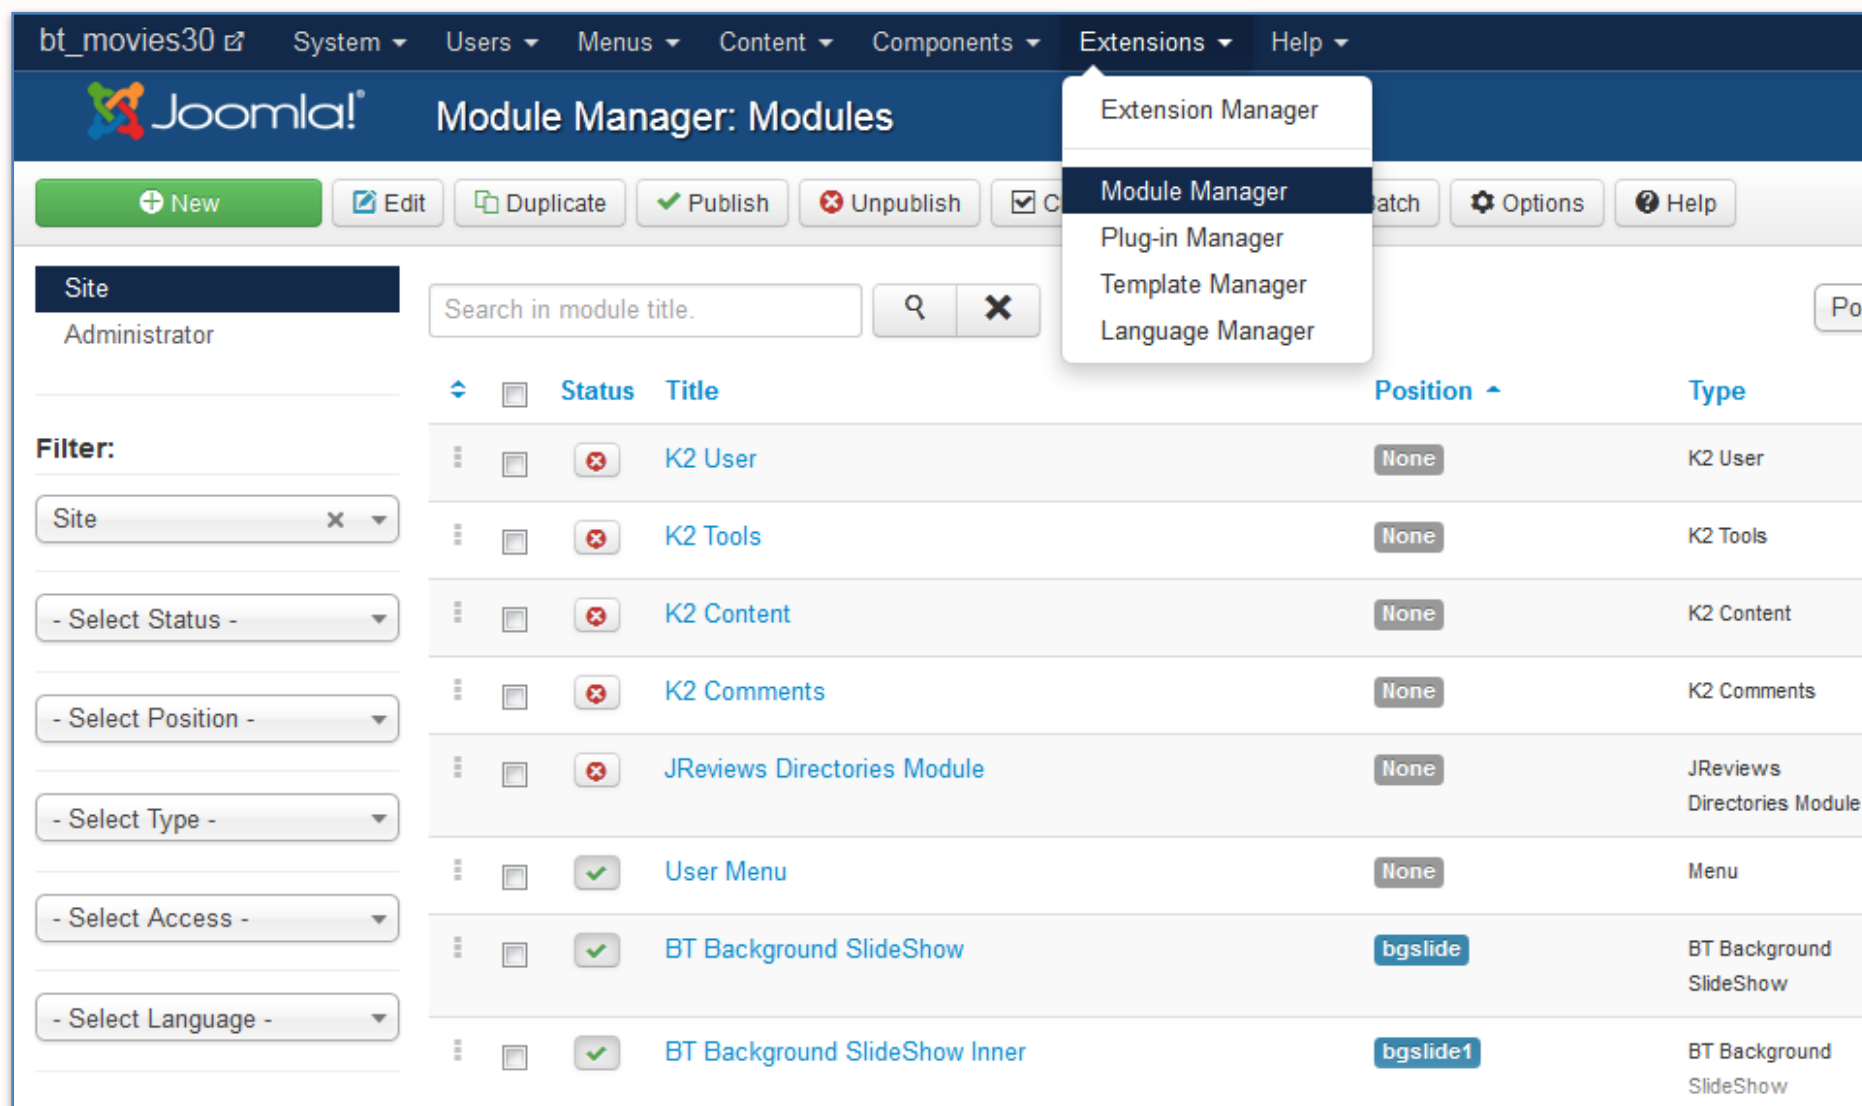 bt_movies30 System Users Menus Content Components Extensions Help
Joomla! Module Manager: Modules
Extension Manager
Module Manager
Plug-in Manager
Template Manager
Language Manager
New Edit Duplicate Publish Unpublish C atch Options Help
Site
Administrator
Search in module title.
Po
Filter:
Site
- Select Status -
- Select Position -
- Select Type -
- Select Access -
- Select Language -
Status Title Position Type
K2 User None K2 User
K2 Tools None K2 Tools
K2 Content None K2 Content
K2 Comments None K2 Comments
JReviews Directories Module None JReviews
Directories Module
User Menu None Menu
BT Background SlideShow bgslide BT Background
SlideShow
BT Background SlideShow Inner bgslide1 BT Background
SlideShow